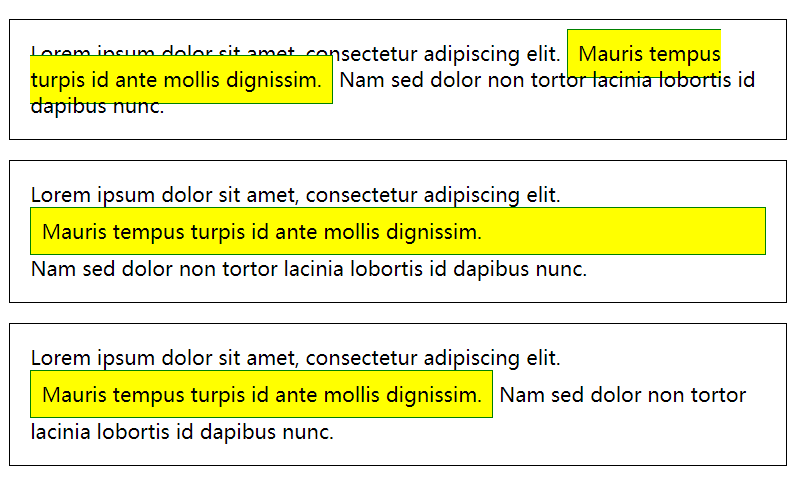 Lorem ipsum dolor sit amet, consectetur adipiscing elit. Mauris tempus
turpis id ante mollis dignissim. Nam sed dolor non tortor lacinia lobortis id
dapibus nunc.
Lorem ipsum dolor sit amet, consectetur adipiscing elit.
Mauris tempus turpis id ante mollis dignissim.
Nam sed dolor non tortor lacinia lobortis id dapibus nunc.
Lorem ipsum dolor sit amet, consectetur adipiscing elit.
Mauris tempus turpis id ante mollis dignissim. Nam sed dolor non tortor
lacinia lobortis id dapibus nunc.